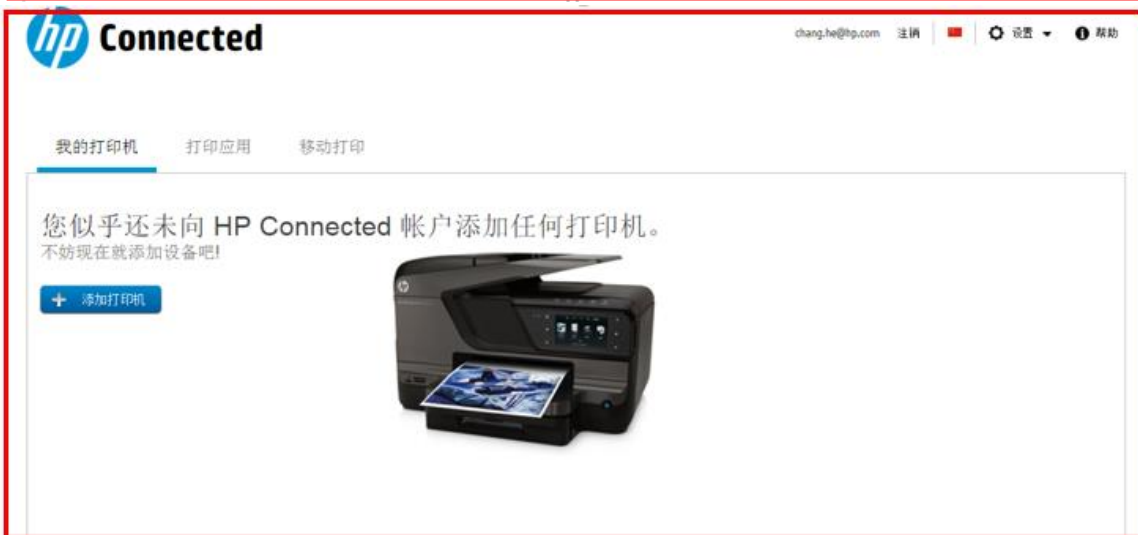 hp Connected
chang.he@hp.com 注销 设置 帮助
我的打印机 打印应用 移动打印
您似乎还未向 HP Connected 帐户添加任何打印机。
不妨现在就添加设备吧!
+ 添加打印机
hp